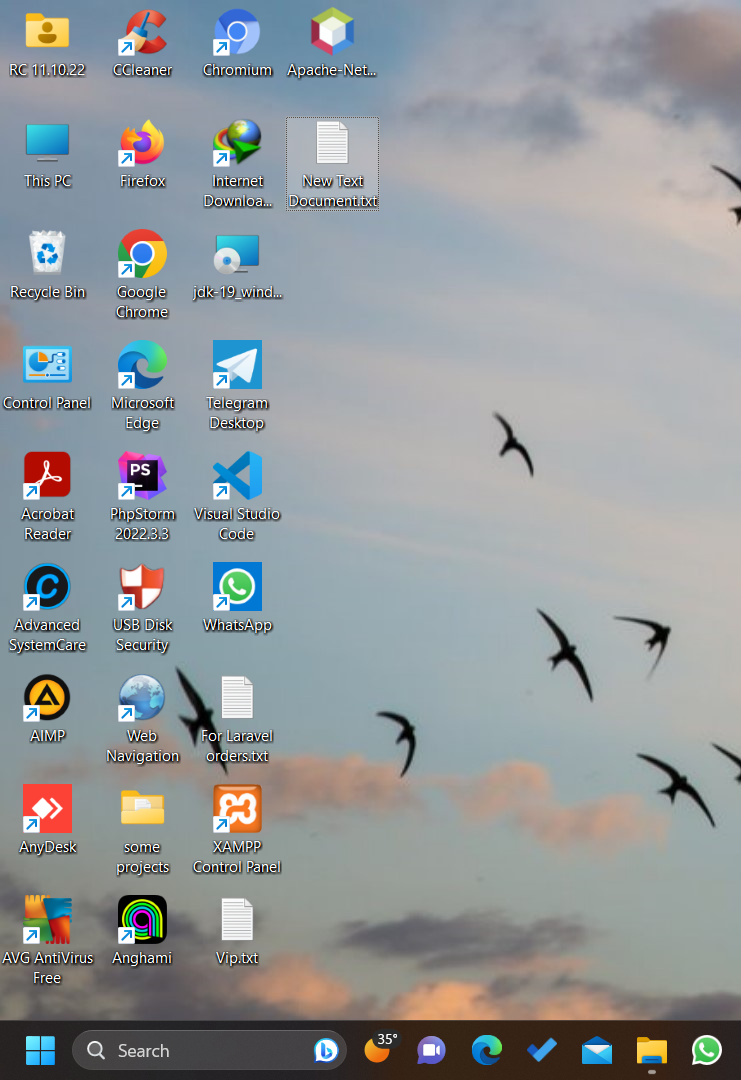 RC 11.10.22
CCleaner
Chromium
Apache-Net...
This PC
Firefox
Internet
Downloa...
New Text
Document.txt
Recycle Bin
Google
Chrome
jdk-19_wind...
Control Panel
Microsoft
Edge
Telegram
Desktop
Acrobat
Reader
PS
PhpStorm
2022.3.3
Visual Studio
Code
Advanced
SystemCare
USB Disk
Security
WhatsApp
AIMP
Web
Navigation
For Laravel
orders.txt
AnyDesk
some
projects
XAMPP
Control Panel
AVG AntiVirus
Free
Anghami
Vip.txt
Search
35°